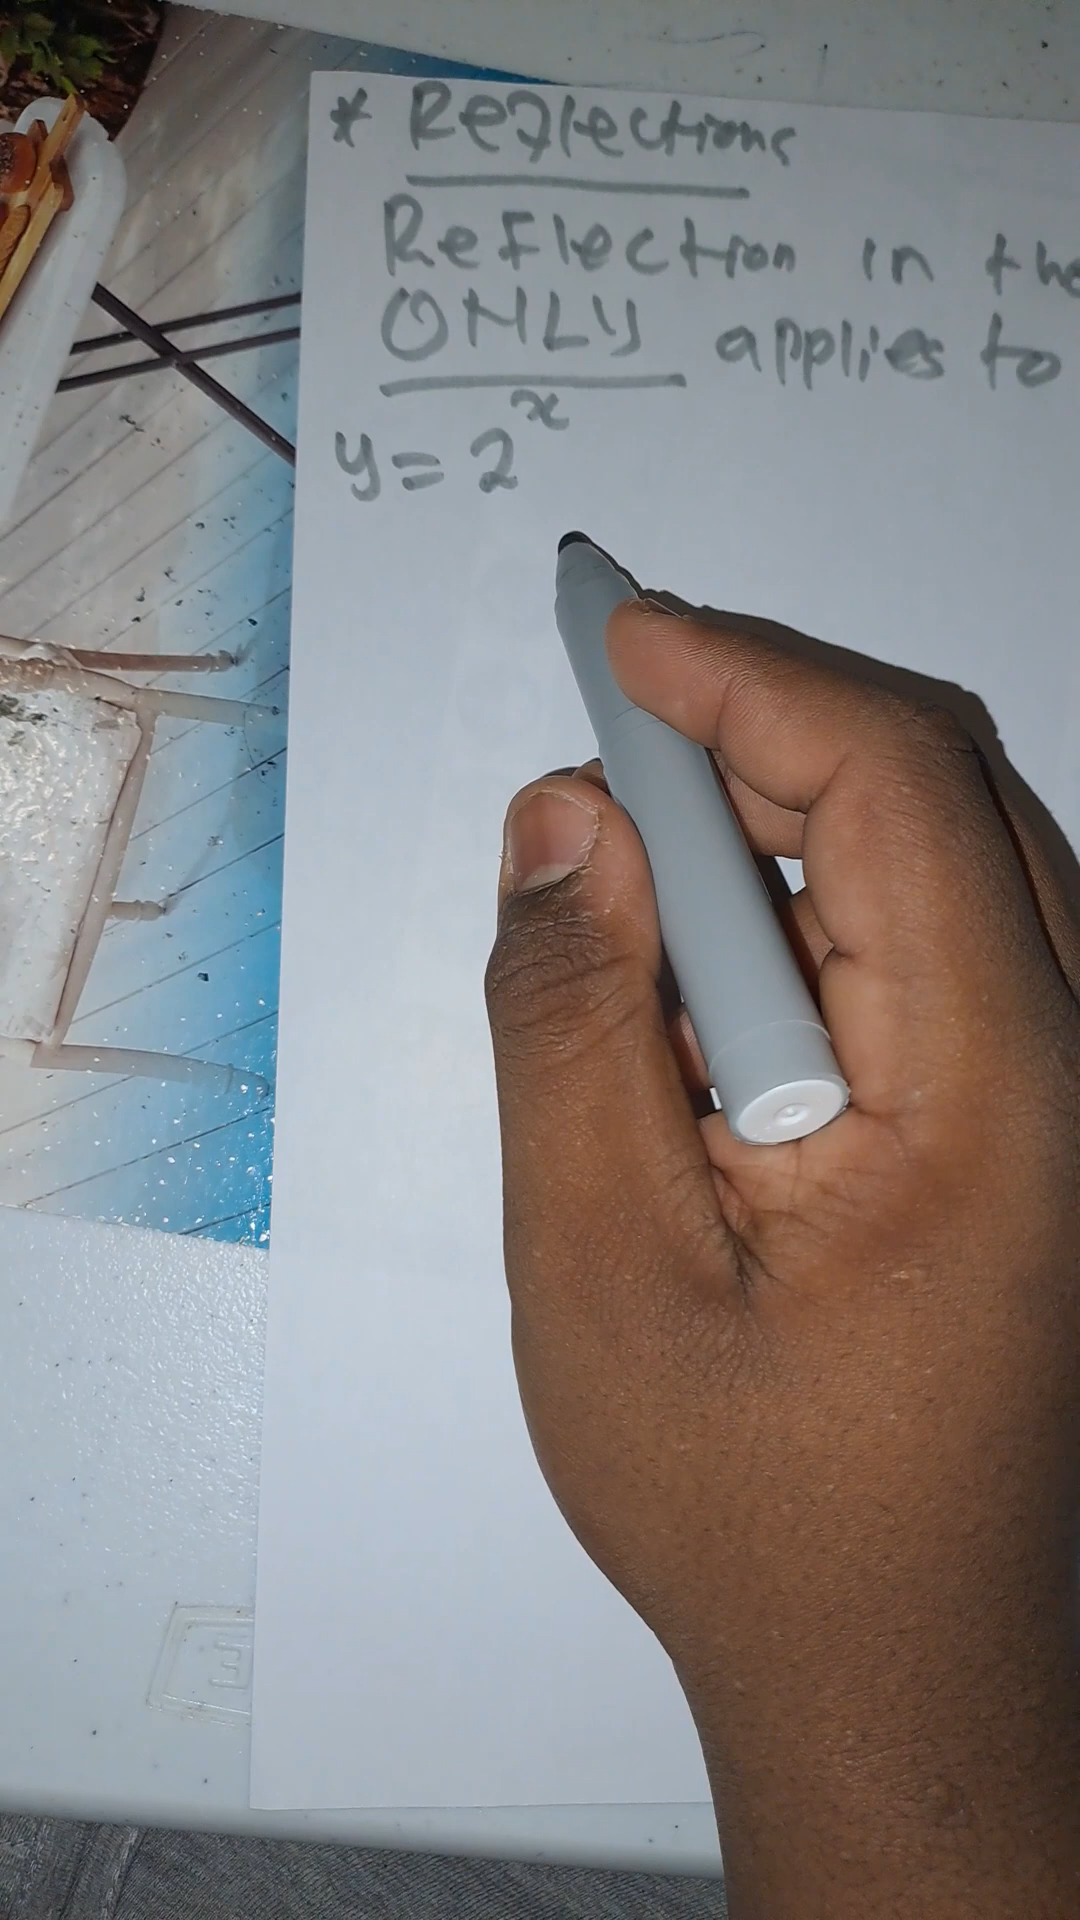 * Reflections
Reflection in the
ONLY applies to
y = 2^x